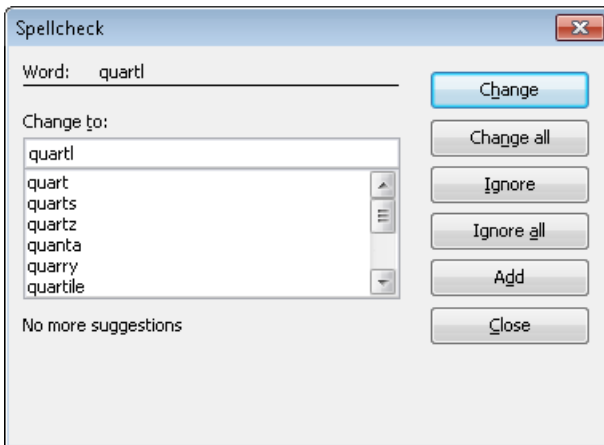 Spellcheck
Word: quartl
Change to:
quartl
quart
quarts
quartz
quanta
quarry
quartile
No more suggestions
Change
Change all
Ignore
Ignore all
Add
Close